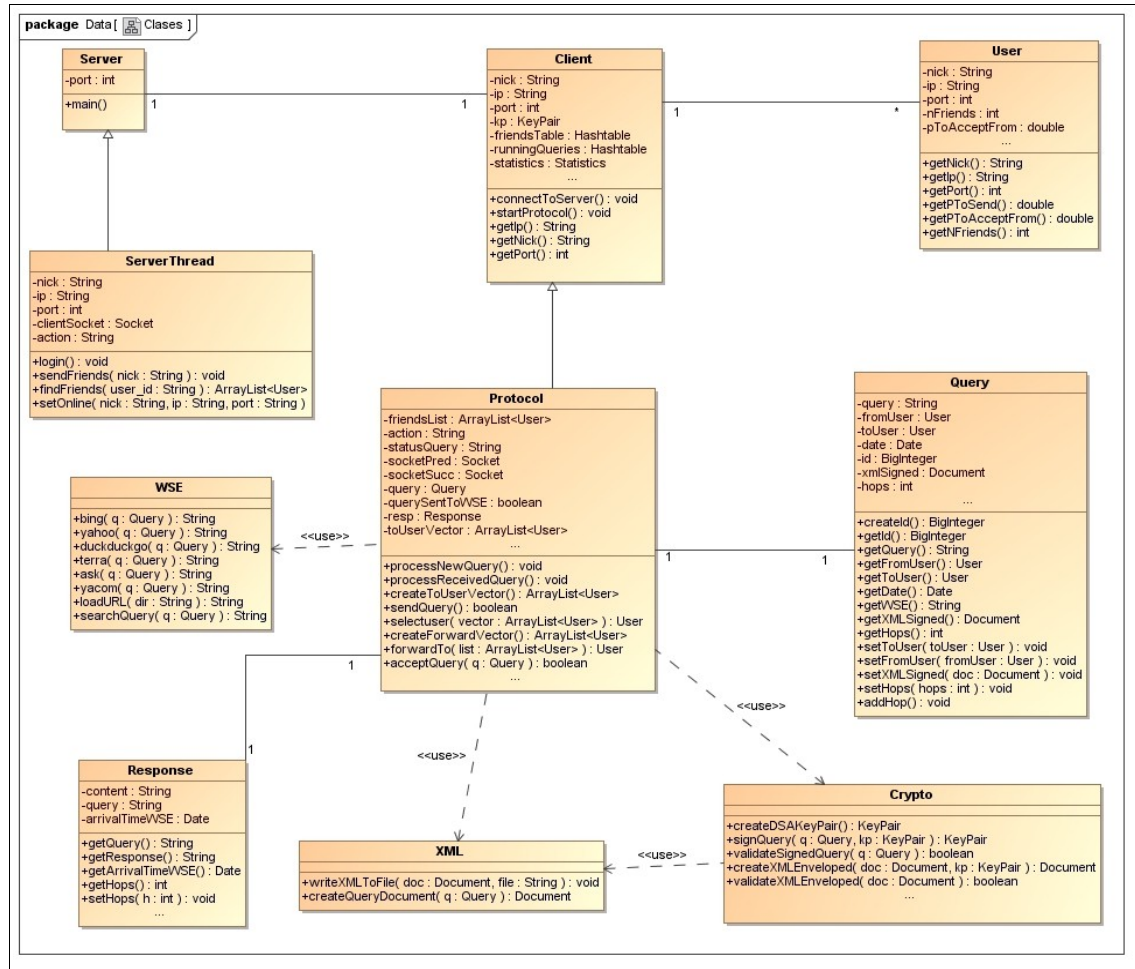 package Data[ Clases ]
Server
-port : int
+main()
1
1
Client
-nick : String
-ip : String
-port : int
-kp : KeyPair
-friendsTable : Hashtable
-runningQueries : Hashtable
-statistics : Statistics
...
+connectToServer() : void
+startProtocol() : void
+getIp() : String
+getNick() : String
+getPort() : int
1
*
User
-nick : String
-ip : String
-port : int
-nFriends : int
-pToAcceptFrom : double
...
+getNick() : String
+getIp() : String
+getPort() : int
+getPToSend() : double
+getPToAcceptFrom() : double
+getNFriends() : int
ServerThread
-nick : String
-ip : String
-port : int
-clientSocket : Socket
-action : String
+login() : void
+sendFriends( nick : String ) : void
+findFriends( user_id : String ) : ArrayList<User>
+setOnline( nick : String, ip : String, port : String )
Protocol
-friendsList : ArrayList<User>
-action : String
-statusQuery : String
-socketPred : Socket
-socketSucc : Socket
-query : Query
-querySentToWSE : boolean
-resp : Response
-toUserVector : ArrayList<User>
...
+processNewQuery() : void
+processReceivedQuery() : void
+createToUserVector() : ArrayList<User>
+sendQuery() : boolean
+selectuser( vector : ArrayList<User> ) : User
+createForwardVector() : ArrayList<User>
+forwardTo( list : ArrayList<User> ) : User
+acceptQuery( q : Query ) : boolean
...
Query
-query : String
-fromUser : User
-toUser : User
-date : Date
-id : BigInteger
-xmlSigned : Document
-hops : int
...
+createId() : BigInteger
+getId() : BigInteger
+getQuery() : String
+getFromUser() : User
+getToUser() : User
+getDate() : Date
+getWSE() : String
+getXMLSigned() : Document
+getHops() : int
+setToUser( toUser : User ) : void
+setFromUser( fromUser : User ) : void
+setXMLSigned( doc : Document ) : void
+setHops( hops : int ) : void
+addHop() : void
1
1
WSE
+bing( q : Query ) : String
+yahoo( q : Query ) : String
+duckduckgo( q : Query ) : String
+terra( q : Query ) : String
+ask( q : Query ) : String
+yacom( q : Query ) : String
+loadURL( dir : String ) : String
+searchQuery( q : Query ) : String
<<use>>
1
1
<<use>>
<<use>>
Response
-content : String
-query : String
-arrivalTimeWSE : Date
+getQuery() : String
+getResponse() : String
+getArrivalTimeWSE() : Date
+getHops() : int
+setHops( h : int ) : void
...
XML
+writeXMLToFile( doc : Document, file : String ) : void
+createQueryDocument( q : Query ) : Document
<<use>>
Crypto
+createDSAKeyPair() : KeyPair
+signQuery( q : Query, kp : KeyPair ) : KeyPair
+validateSignedQuery( q : Query ) : boolean
+createXMLEnveloped( doc : Document, kp : KeyPair ) : Document
+validateXMLEnveloped( doc : Document ) : boolean
...